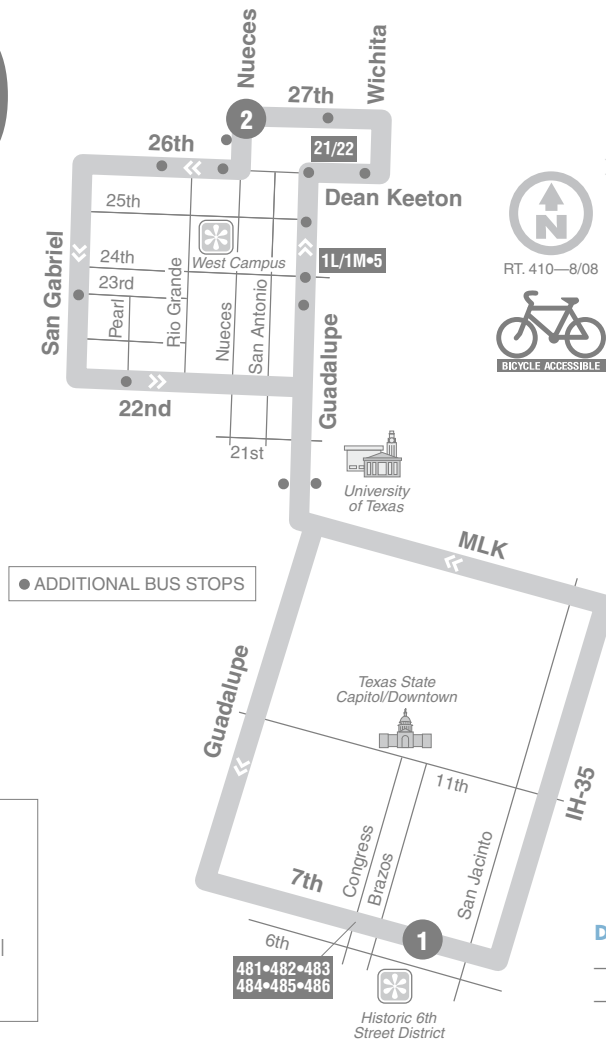 Nueces
Wichita
27th
2
26th
21/22
Dean Keeton
25th
West Campus
24th
1L/1M•5
23rd
San Gabriel
Pearl
Rio Grande
Nueces
San Antonio
Guadalupe
N
RT. 410—8/08
BICYCLE ACCESSIBLE
22nd
21st
University
of Texas
MLK
ADDITIONAL BUS STOPS
Guadalupe
Texas State
Capitol/Downtown
11th
IH-35
Congress
Brazos
San Jacinto
7th
1
6th
481•482•483
484•485•486
Historic 6th
Street District
D